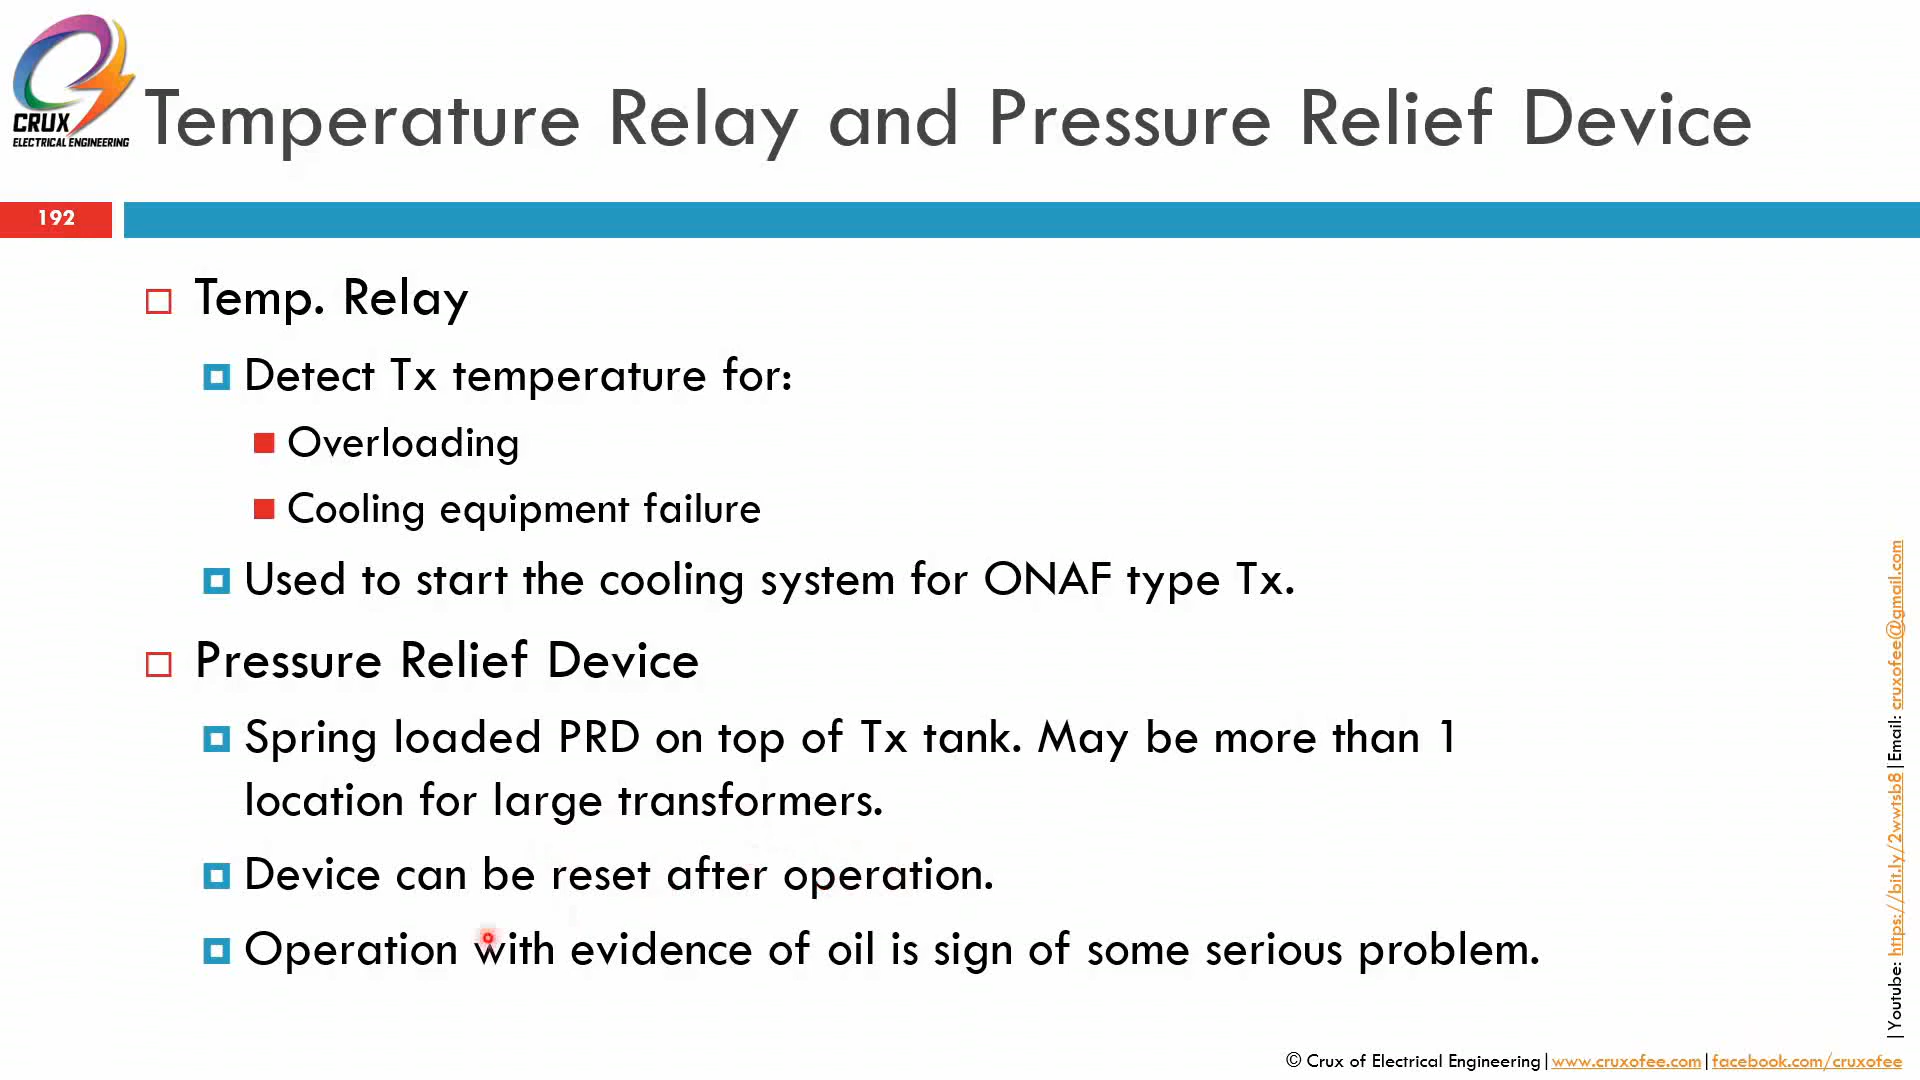 CRUX
ELECTRICAL ENGINEERING
Temperature Relay and Pressure Relief Device
192
Temp. Relay
Detect Tx temperature for:
Overloading
Cooling equipment failure
Used to start the cooling system for ONAF type Tx.
Pressure Relief Device
Spring loaded PRD on top of Tx tank. May be more than 1
location for large transformers.
Device can be reset after operation.
Operation with evidence of oil is sign of some serious problem.
|Youtube: https://bit.ly/2wwtsb8|Email: cruxofee@gmail.com
© Crux of Electrical Engineering|www.cruxofee.com|facebook.com/cruxofee